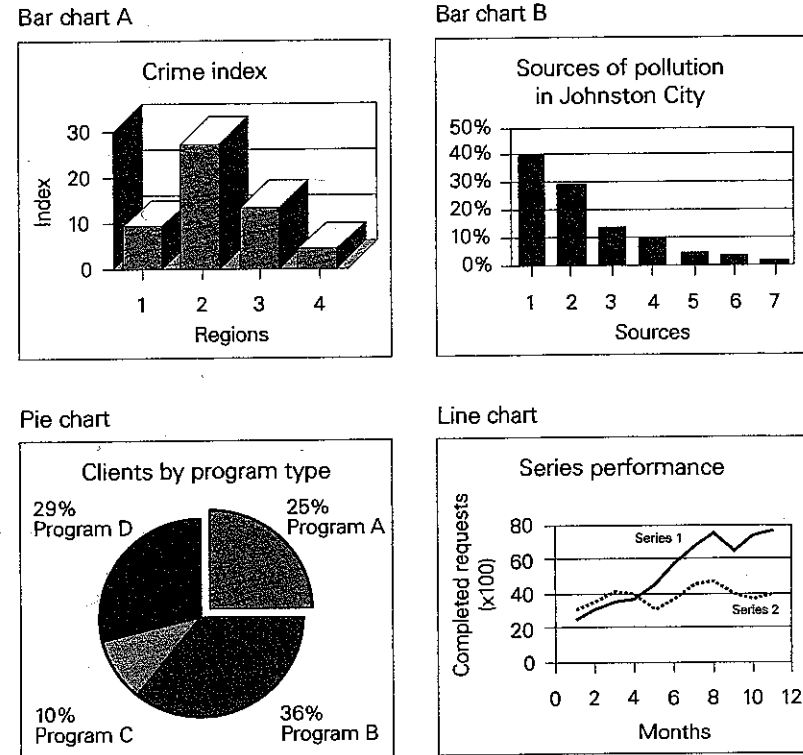 Bar chart A
Crime index
30
20
10
0
Index
1 2 3 4
Regions
Bar chart B
Sources of pollution
in Johnston City
50%
40%
30%
20%
10%
0%
1 2 3 4 5 6 7
Sources
Pie chart
Clients by program type
29%
Program D
25%
Program A
10%
Program C
36%
Program B
Line chart
Series performance
Completed requests
(x100)
80
60
40
20
0
Series 1
Series 2
0 2 4 6 8 10 12
Months